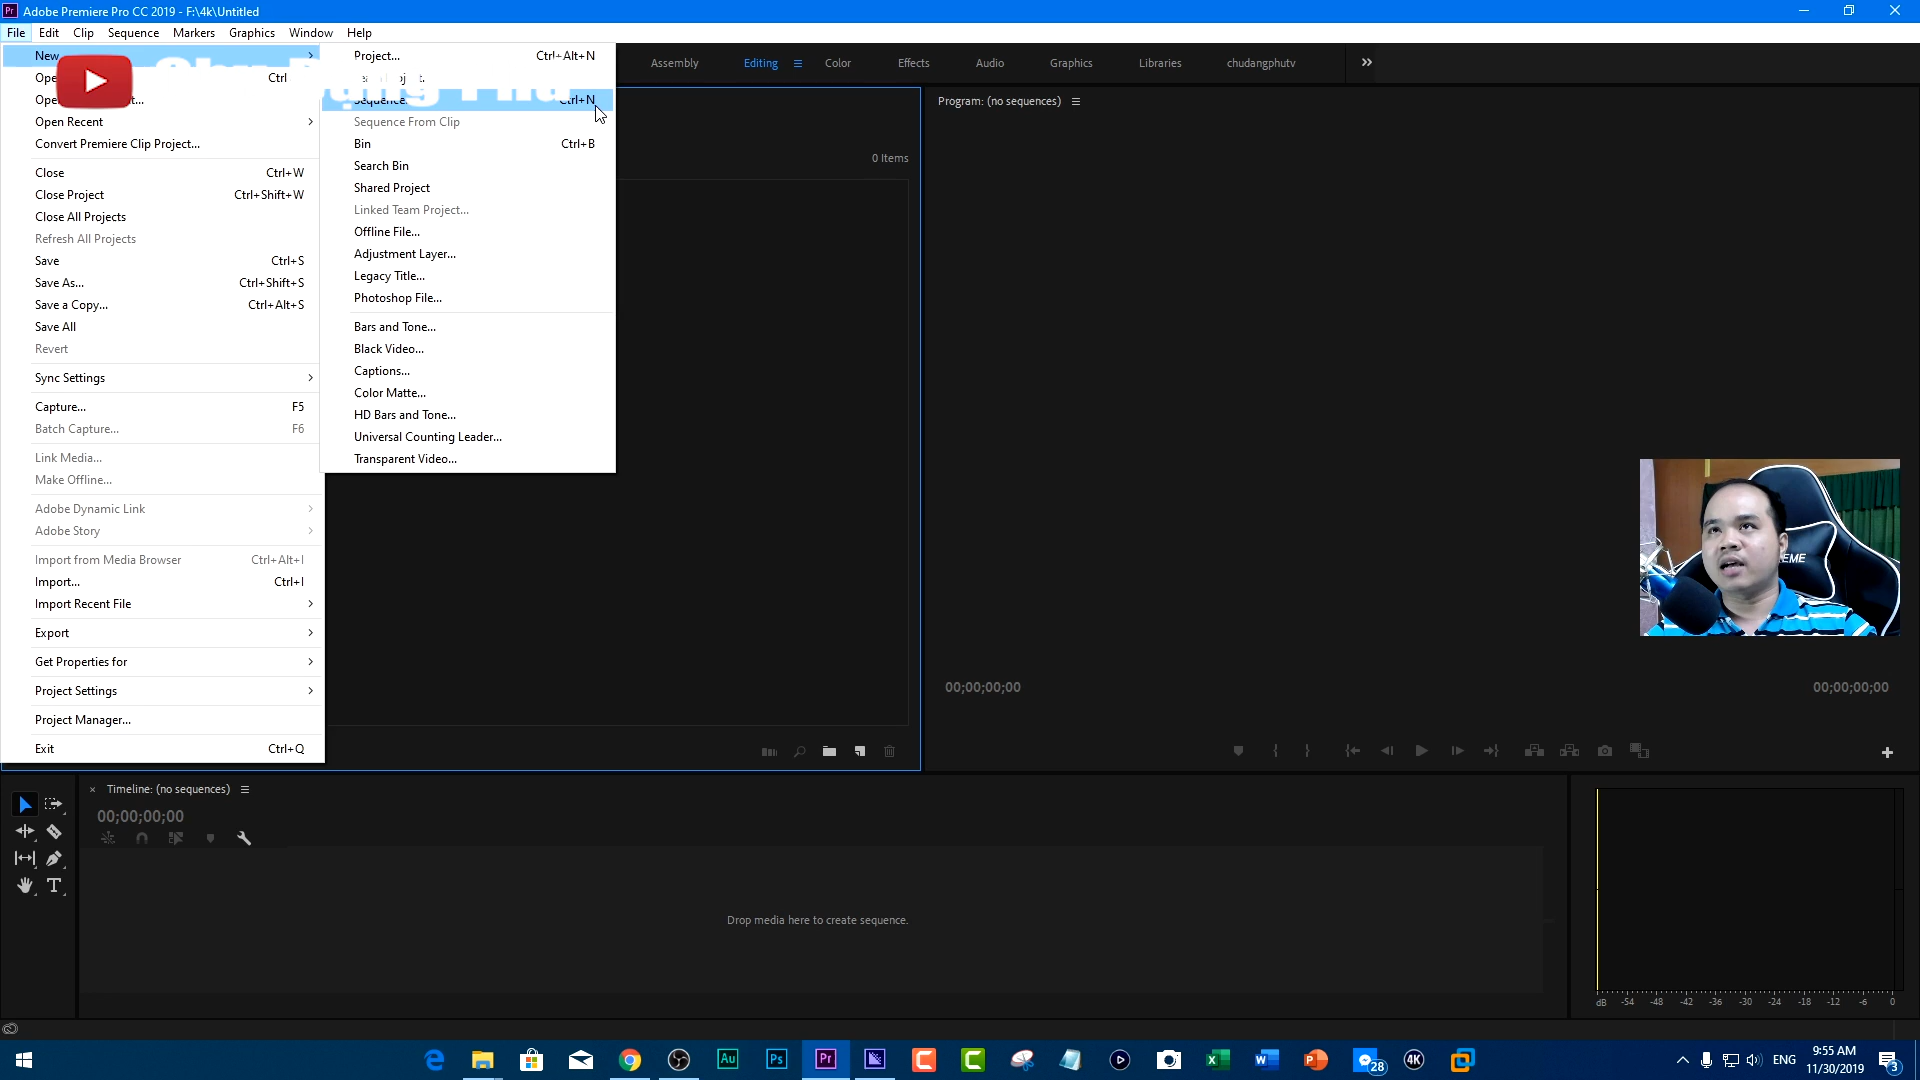 Adobe Premiere Pro CC 2019 - F:\4k\Untitled
File Edit Clip Sequence Markers Graphics Window Help
New
Project... Ctrl+Alt+N
Assembly Editing Color Effects Audio Graphics Libraries chudangphutv
Ctrl
Sequence... Ctrl+N
Program: (no sequences)
Open Recent
Sequence From Clip
Convert Premiere Clip Project...
Bin Ctrl+B
0 Items
Search Bin
Close Ctrl+W
Shared Project
Close Project Ctrl+Shift+W
Linked Team Project...
Close All Projects
Offline File...
Refresh All Projects
Adjustment Layer...
Save Ctrl+S
Legacy Title...
Save As... Ctrl+Shift+S
Photoshop File...
Save a Copy... Ctrl+Alt+S
Save All
Bars and Tone...
Revert
Black Video...
Sync Settings
Captions...
Color Matte...
Capture... F5
HD Bars and Tone...
Batch Capture... F6
Universal Counting Leader...
Link Media...
Transparent Video...
Make Offline...
Adobe Dynamic Link
Adobe Story
Import from Media Browser Ctrl+Alt+I
Import... Ctrl+I
Import Recent File
Export
Get Properties for
Project Settings
Project Manager...
Exit Ctrl+Q
EME
00;00;00;00
00;00;00;00
Timeline: (no sequences)
00;00;00;00
Drop media here to create sequence.
dB -54 -48 -42 -36 -30 -24 -18 -12 -6 0
Au Ps Pr 28 4K ENG
9:55 AM
11/30/2019
3